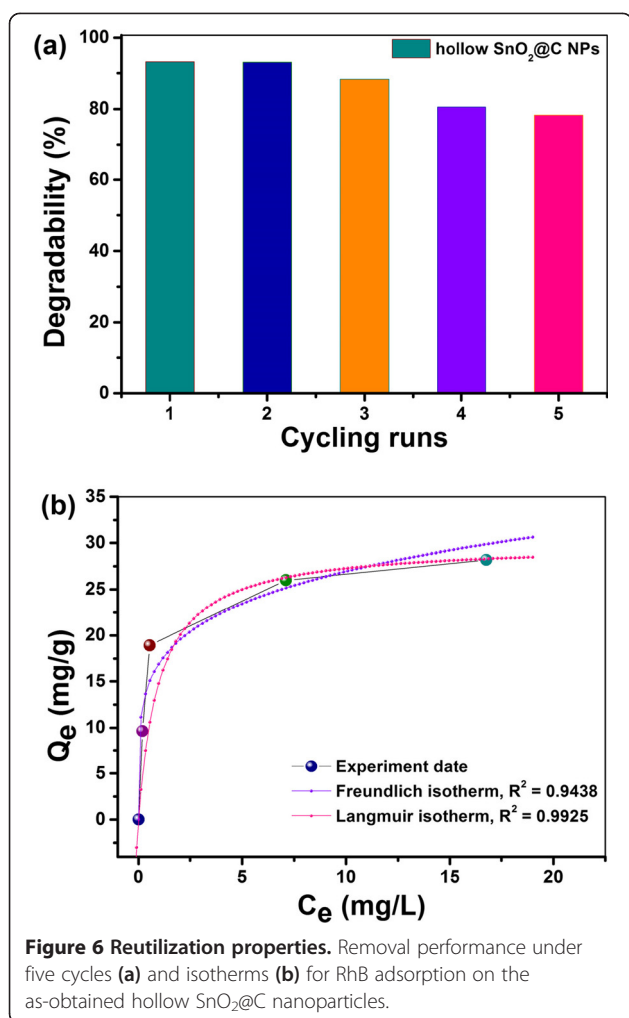 (a)
hollow SnO₂@C NPs
Degradability (%)
100
80
60
40
20
0
1 2 3 4 5
Cycling runs
(b)
Qₑ (mg/g)
35
30
25
20
15
10
5
0
Experiment date
Freundlich isotherm, R² = 0.9438
Langmuir isotherm, R² = 0.9925
0 5 10 15 20
Cₑ (mg/L)
Figure 6 Reutilization properties. Removal performance under
five cycles (a) and isotherms (b) for RhB adsorption on the
as-obtained hollow SnO₂@C nanoparticles.